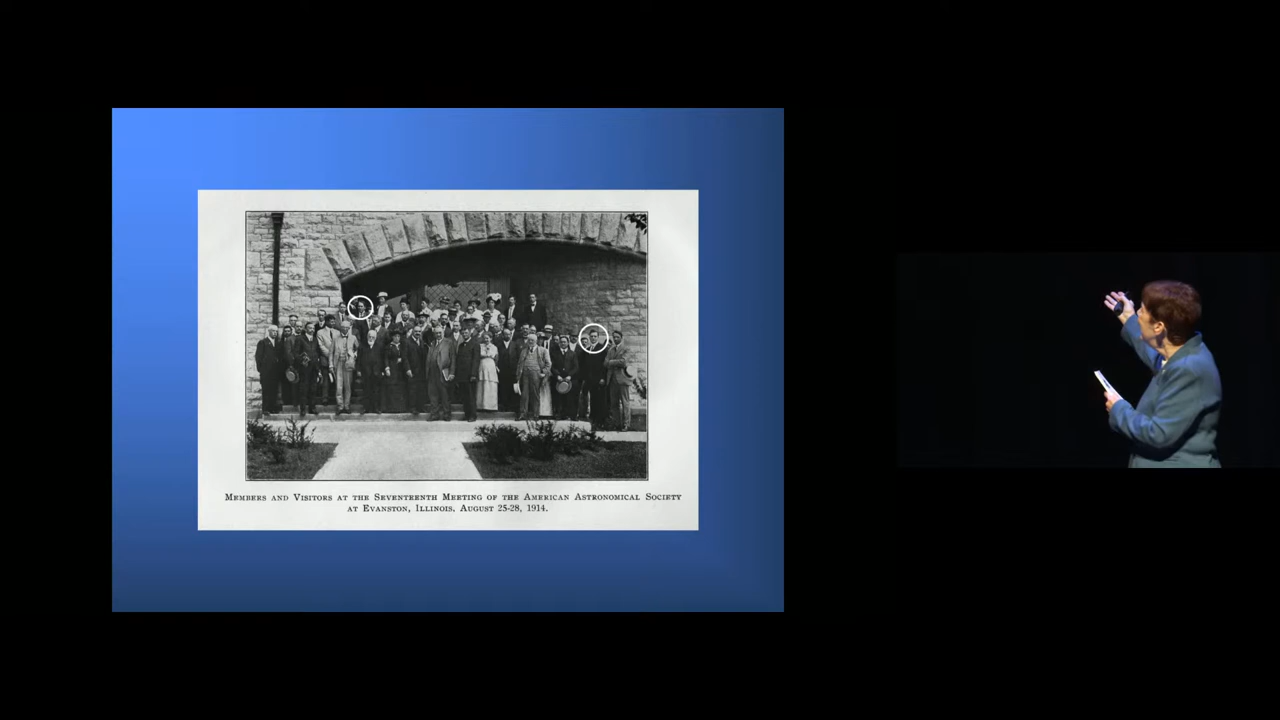 Members and Visitors at the Seventeenth Meeting of the American Astronomical Society
at Evanston, Illinois, August 25-28, 1914.